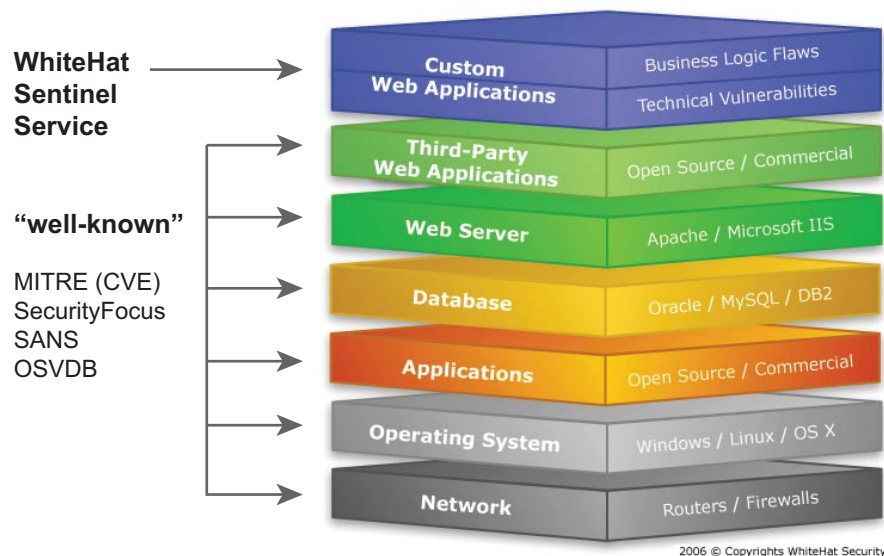 WhiteHat
Sentinel
Service
“well-known”
MITRE (CVE)
SecurityFocus
SANS
OSVDB
Custom
Web Applications
Business Logic Flaws
Technical Vulnerabilities
Third-Party
Web Applications
Open Source / Commercial
Web Server
Apache / Microsoft IIS
Database
Oracle / MySQL / DB2
Applications
Open Source / Commercial
Operating System
Windows / Linux / OS X
Network
Routers / Firewalls
2006 © Copyrights WhiteHat Security